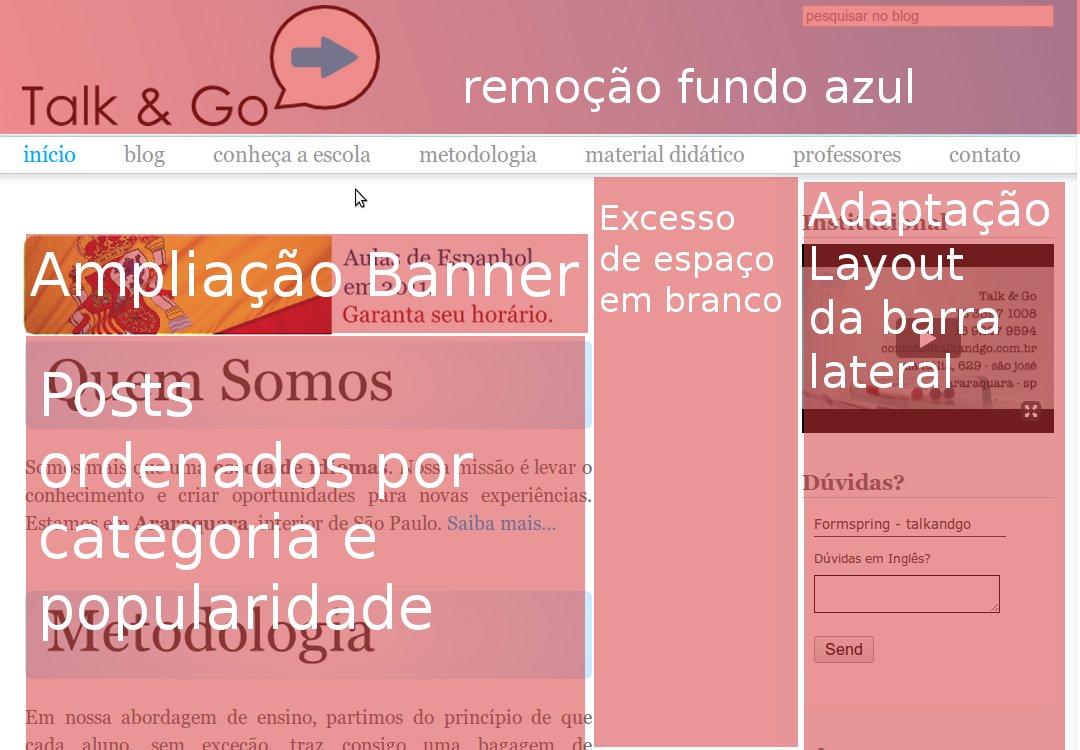 pesquisar no blog
Talk & Go
remoção fundo azul
início blog conheça a escola metodologia material didático professores contato
Ampliação Banner
Aulas de Espanhol
em
Garanta seu horário.
Excesso
de espaço
em branco
Adaptação
Layout
da barra
lateral
Institucional
Talk & Go
1008
9594
contato@talkandgo.com.br
629 - são josé
araraquara - sp
Quem Somos
Posts
ordenados por
categoria e
popularidade
Somos mais que uma escola de idiomas. Nossa missão é levar o
conhecimento e criar oportunidades para novas experiências.
Estamos em Araraquara, interior de São Paulo. Saiba mais...
Metodologia
Em nossa abordagem de ensino, partimos do princípio de que
cada aluno, sem exceção, traz consigo uma bagagem de
Dúvidas?
Formspring - talkandgo
Dúvidas em Inglês?
Send